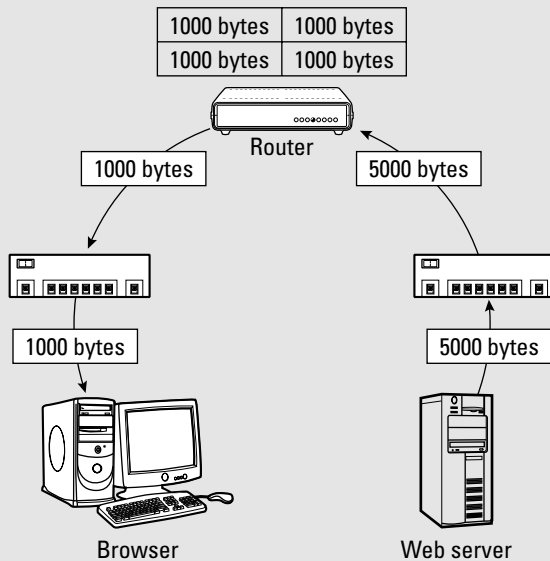 1000 bytes 1000 bytes
1000 bytes 1000 bytes
Router
1000 bytes 5000 bytes
1000 bytes 5000 bytes
Browser Web server